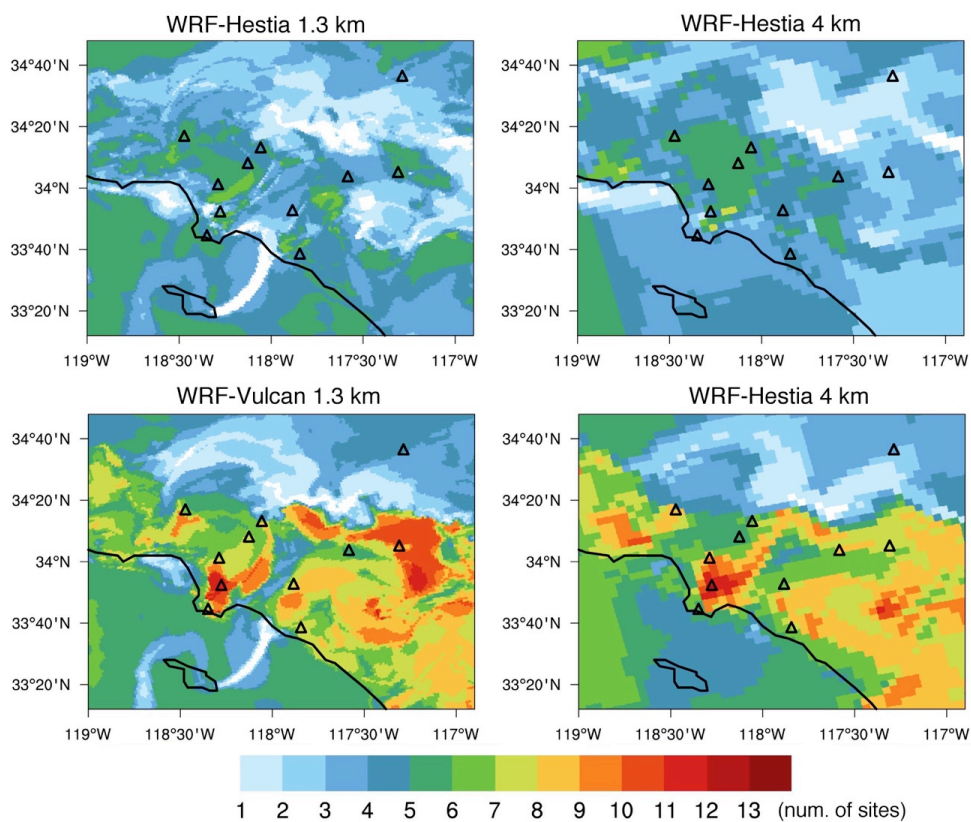 WRF-Hestia 1.3 km
WRF-Hestia 4 km
34°40'N
34°20'N
34°N
33°40'N
33°20'N
119°W 118°30'W 118°W 117°30'W 117°W
34°40'N
34°20'N
34°N
33°40'N
33°20'N
119°W 118°30'W 118°W 117°30'W 117°W
WRF-Vulcan 1.3 km
WRF-Hestia 4 km
34°40'N
34°20'N
34°N
33°40'N
33°20'N
119°W 118°30'W 118°W 117°30'W 117°W
34°40'N
34°20'N
34°N
33°40'N
33°20'N
119°W 118°30'W 118°W 117°30'W 117°W
1 2 3 4 5 6 7 8 9 10 11 12 13 (num. of sites)